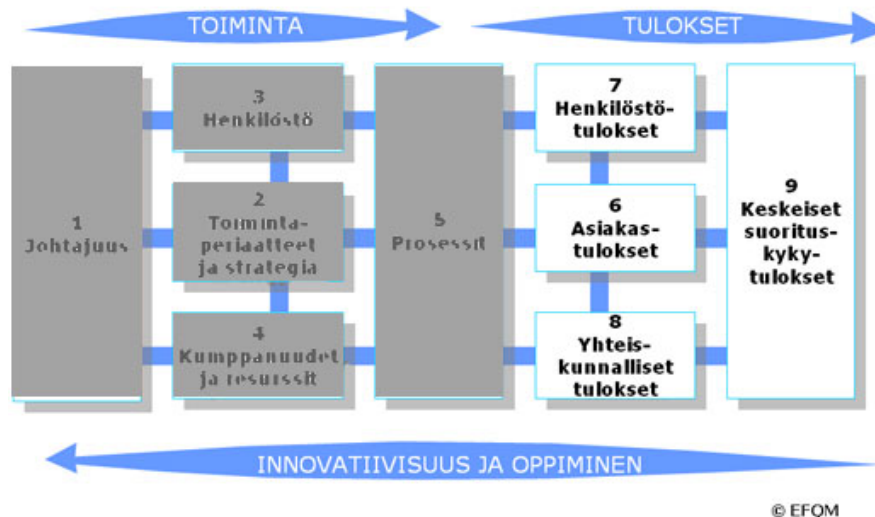 TOIMINTA
TULOKSET
1
Johtajuus
3
Henkilöstö
2
Toiminta-
periaatteet
ja strategia
4
Kumppanuudet
ja resurssit
5
Prosessit
7
Henkilöstö-
tulokset
6
Asiakas-
tulokset
8
Yhteis-
kunnalliset
tulokset
9
Keskeiset
suoritus-
kyky-
tulokset
INNOVATIIVISUUS JA OPPIMINEN
© EFQM